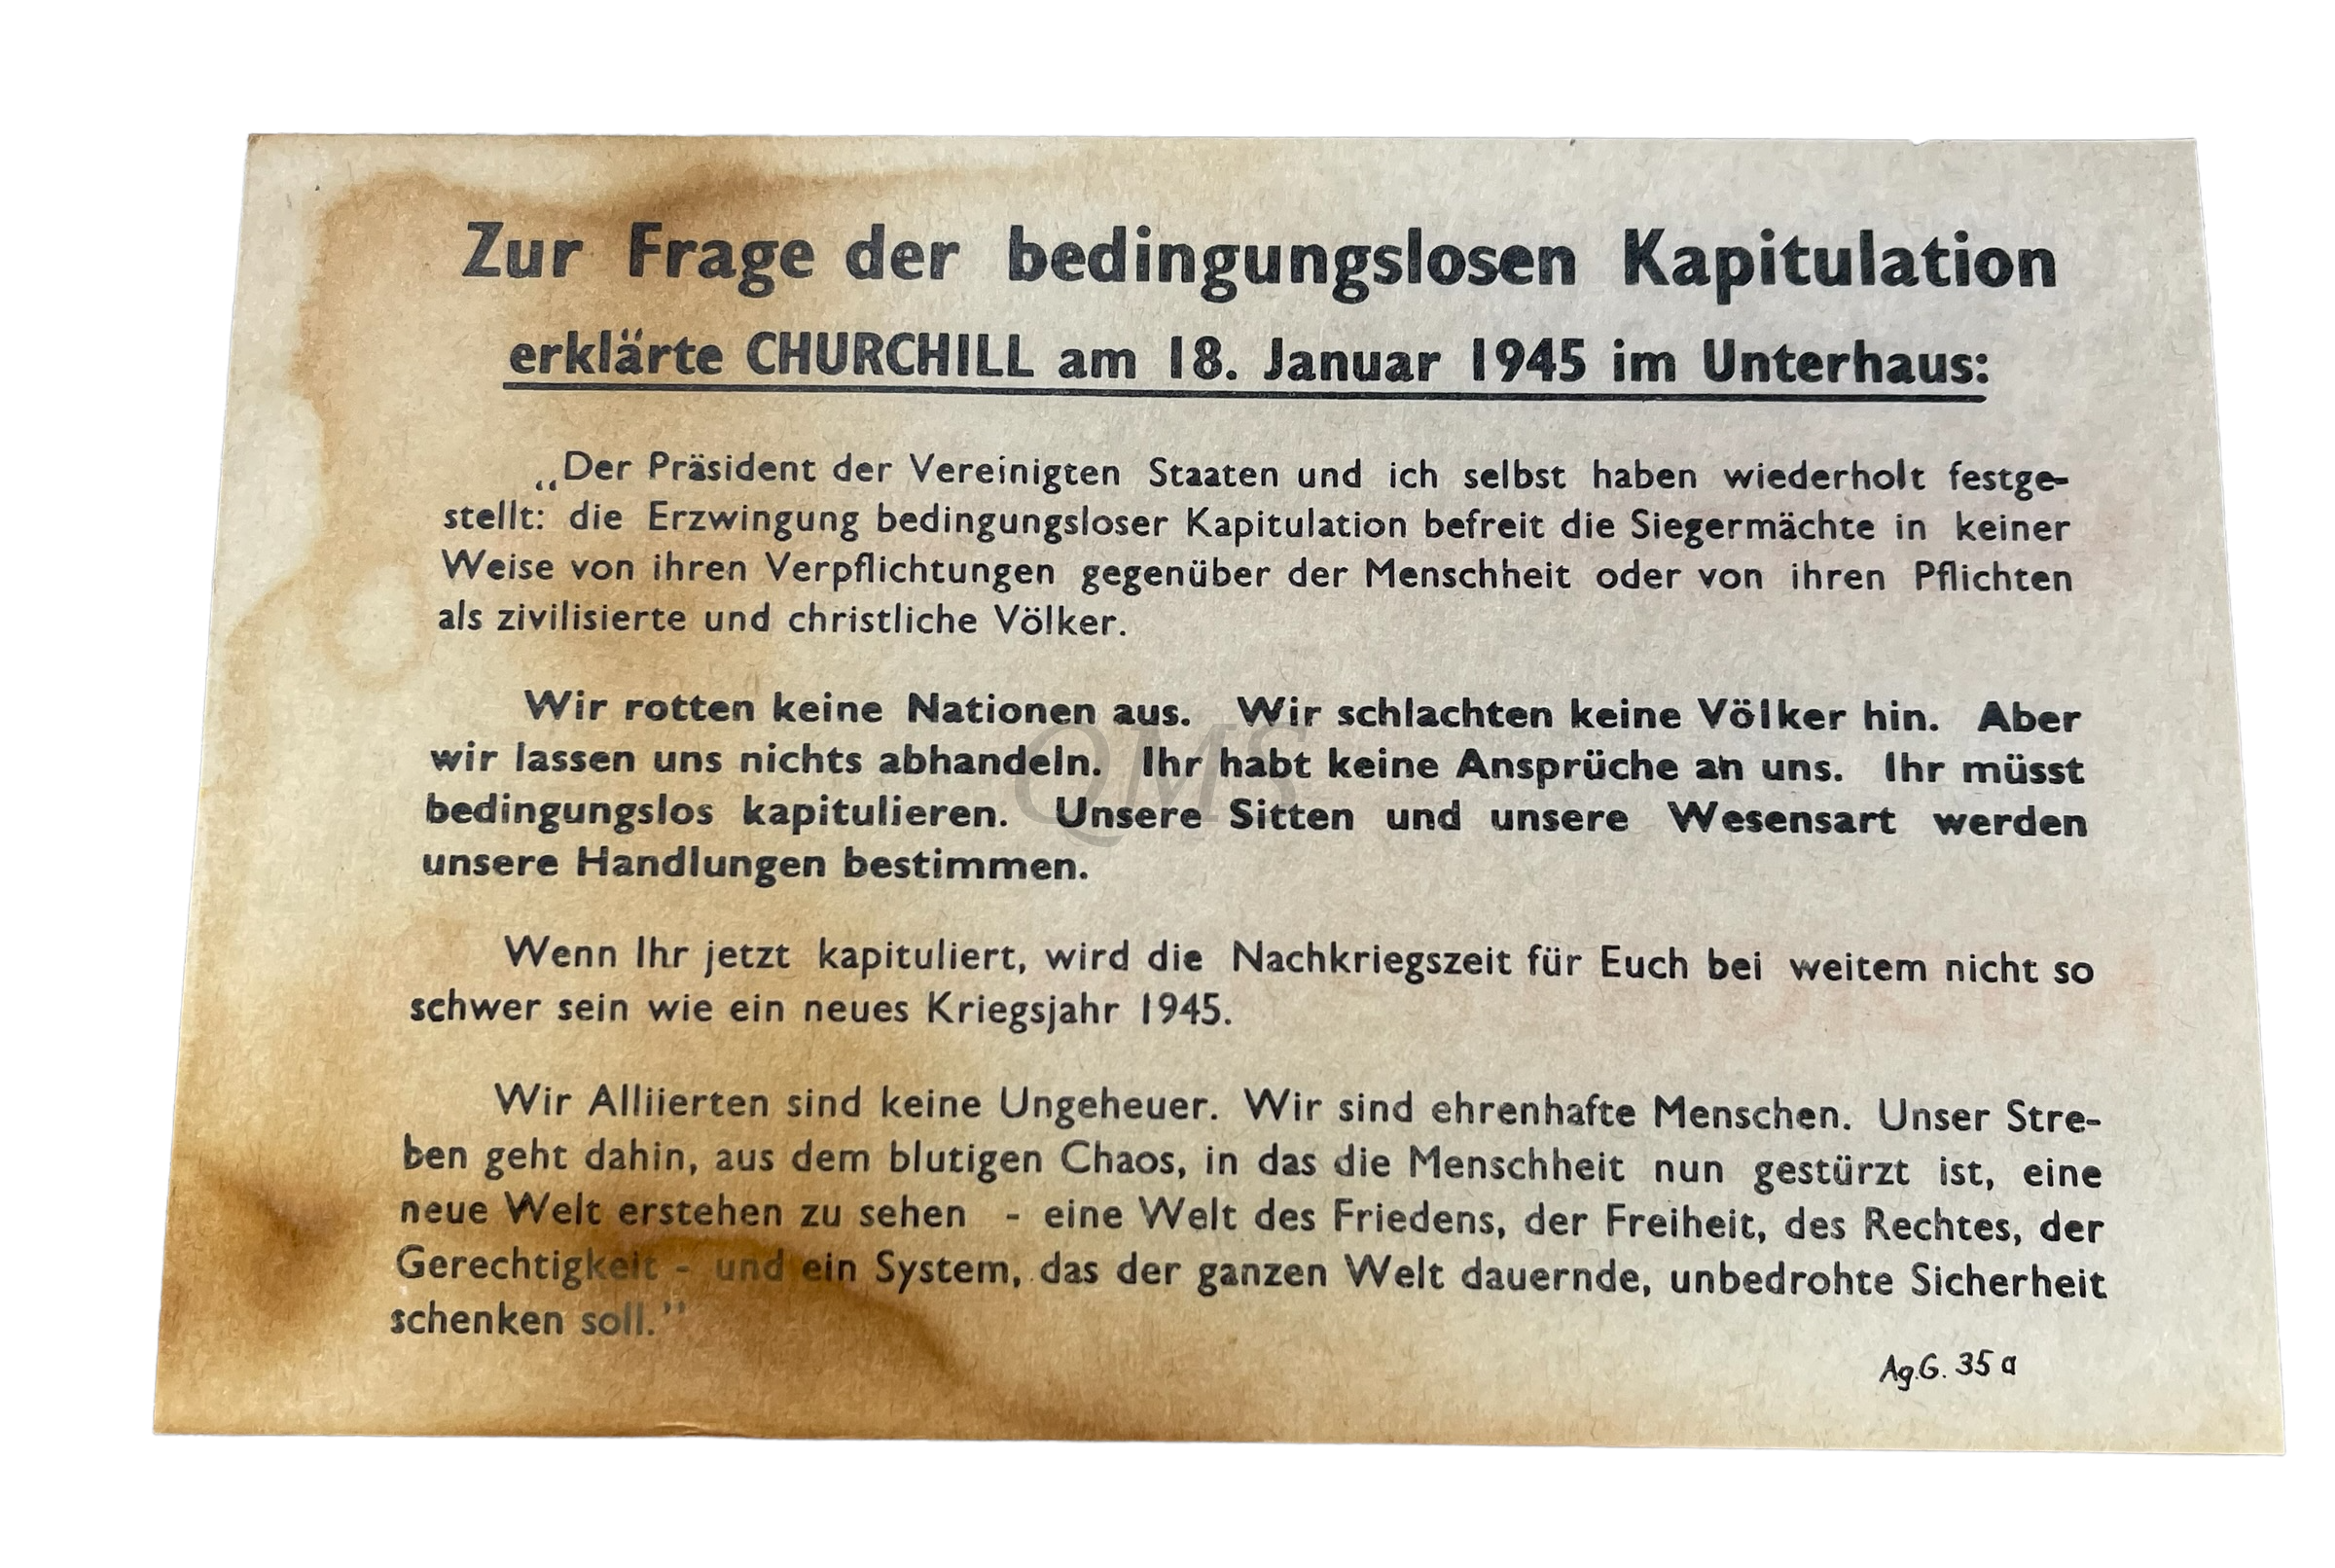 Zur Frage der bedingungslosen Kapitulation
erklärte CHURCHILL am 18. Januar 1945 im Unterhaus:
„Der Präsident der Vereinigten Staaten und ich selbst haben wiederholt festge-
stellt: die Erzwingung bedingungsloser Kapitulation befreit die Siegermächte in keiner
Weise von ihren Verpflichtungen gegenüber der Menschheit oder von ihren Pflichten
als zivilisierte und christliche Völker.
Wir rotten keine Nationen aus. Wir schlachten keine Völker hin. Aber
wir lassen uns nichts abhandeln. Ihr habt keine Ansprüche an uns. Ihr müsst
bedingungslos kapitulieren. Unsere Sitten und unsere Wesensart werden
unsere Handlungen bestimmen.
QMS
Wenn Ihr jetzt kapituliert, wird die Nachkriegszeit für Euch bei weitem nicht so
schwer sein wie ein neues Kriegsjahr 1945.
Wir Alliierten sind keine Ungeheuer. Wir sind ehrenhafte Menschen. Unser Stre-
ben geht dahin, aus dem blutigen Chaos, in das die Menschheit nun gestürzt ist, eine
neue Welt erstehen zu sehen - eine Welt des Friedens, der Freiheit, des Rechtes, der
Gerechtigkeit - und ein System, das der ganzen Welt dauernde, unbedrohte Sicherheit
schenken soll.”
Ag.G. 35 a